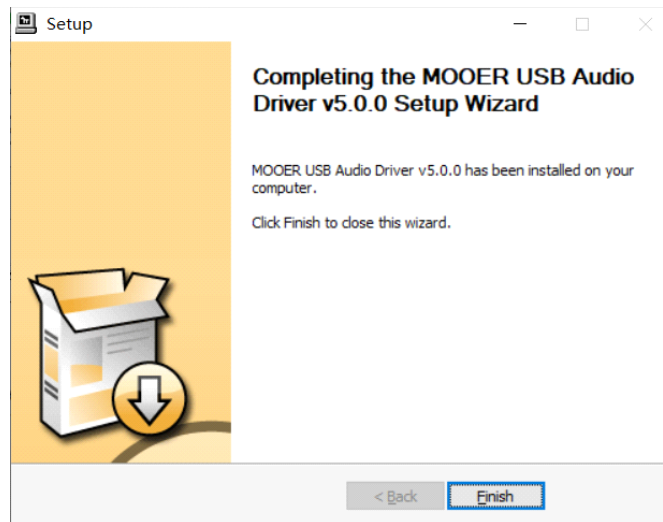 Setup
Completing the MOOER USB Audio
Driver v5.0.0 Setup Wizard
MOOER USB Audio Driver v5.0.0 has been installed on your
computer.
Click Finish to close this wizard.
< Back
Finish